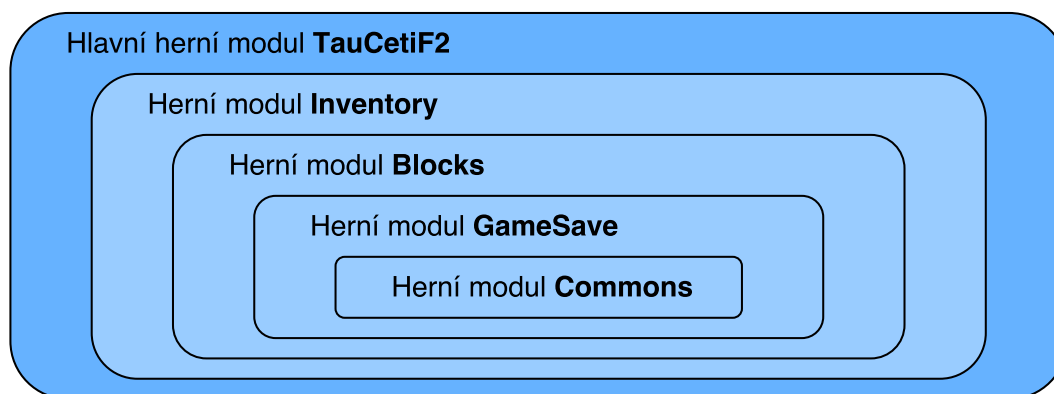 Hlavní herní modul TauCetiF2
Herní modul Inventory
Herní modul Blocks
Herní modul GameSave
Herní modul Commons